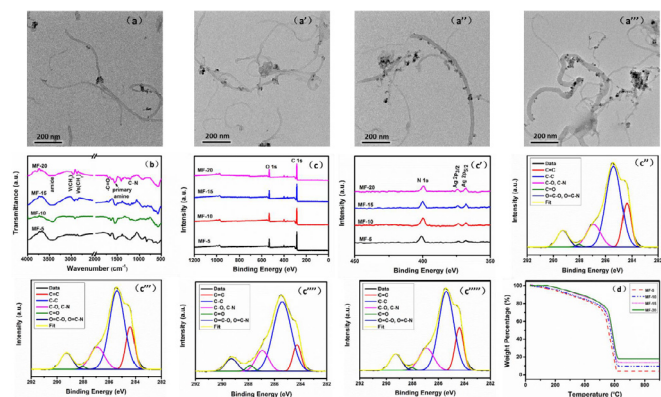 (a)
200 nm
(a')
200 nm
(a'')
200 nm
(a''')
200 nm
(b)
Transmittance (a.u.)
MF-20
MF-15
MF-10
MF-5
amine
C=O
primary
amine
C-N
4000
3500
3000
2000
1500
1000
500
Wavenumber (cm-1)
(c)
Intensity (a.u.)
O 1s
C 1s
MF-20
MF-15
MF-10
MF-5
1200
1000
800
600
400
200
0
Binding Energy (eV)
(c')
Intensity (a.u.)
N 1s
Ag 3p3/2
MF-20
MF-15
MF-10
MF-5
450
400
350
Binding Energy (eV)
(c'')
Intensity (a.u.)
Data
C=C
C-C
C-O, C-N
C=O
O=C-O, O=C-N
Fit
292
290
288
286
284
282
Binding Energy (eV)
(c''')
Intensity (a.u.)
Data
C=C
C-C
C-O, C-N
C=O
O=C-O, O=C-N
Fit
292
290
288
286
284
282
Binding Energy (eV)
(c'''')
Intensity (a.u.)
Data
C=C
C-C
C-O, C-N
C=O
O=C-O, O=C-N
Fit
292
290
288
286
284
282
Binding Energy (eV)
(c''''')
Intensity (a.u.)
Data
C=C
C-C
C-O, C-N
C=O
O=C-O, O=C-N
Fit
292
290
288
286
284
282
Binding Energy (eV)
(d)
Weight Percentage (%)
MF-5
MF-10
MF-15
MF-20
100
80
60
40
20
0
0
200
400
600
800
Temperature (°C)